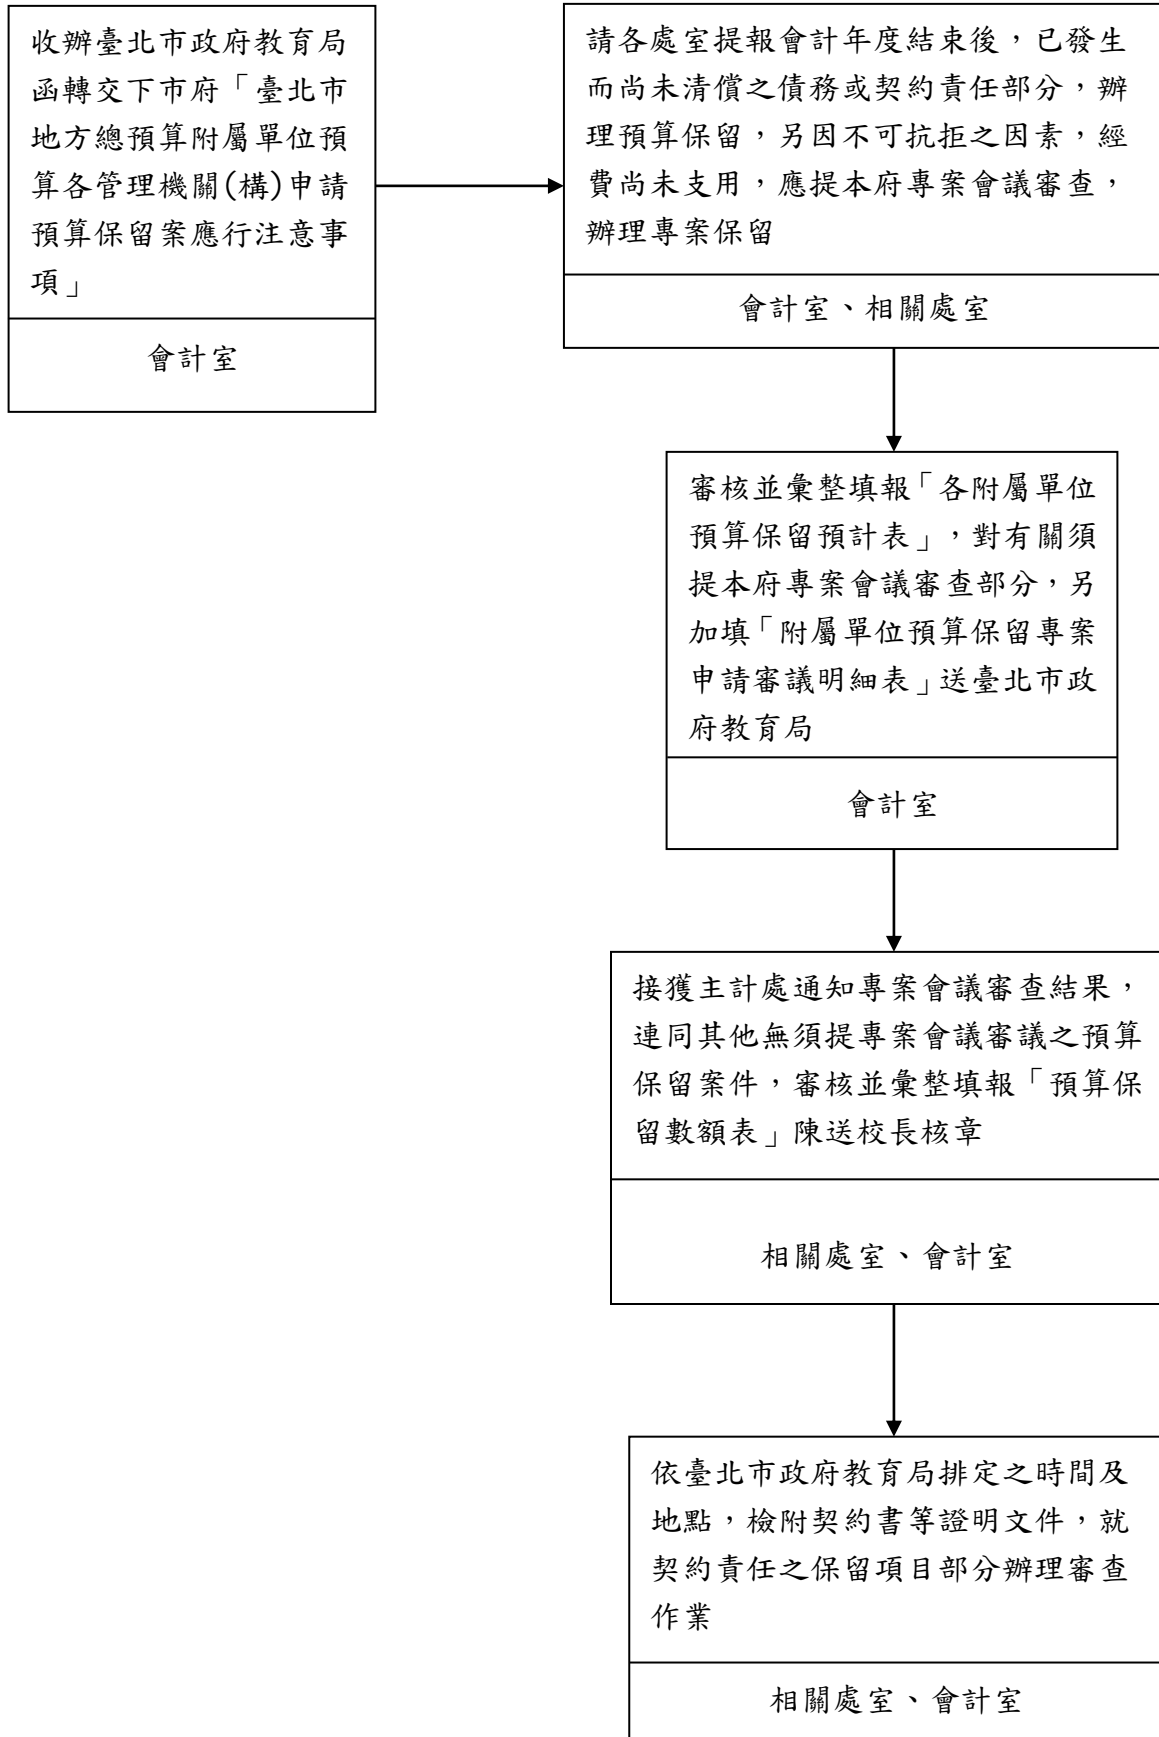 收辦臺北市政府教育局
函轉交下市府「臺北市
地方總預算附屬單位預
算各管理機關(構)申請
預算保留案應行注意事
項」
會計室
請各處室提報會計年度結束後，已發生
而尚未清償之債務或契約責任部分，辦
理預算保留，另因不可抗拒之因素，經
費尚未支用，應提本府專案會議審查，
辦理專案保留
會計室、相關處室
審核並彙整填報「各附屬單位
預算保留預計表」，對有關須
提本府專案會議審查部分，另
加填「附屬單位預算保留專案
申請審議明細表」送臺北市政
府教育局
會計室
接獲主計處通知專案會議審查結果，
連同其他無須提專案會議審議之預算
保留案件，審核並彙整填報「預算保
留數額表」陳送校長核章
相關處室、會計室
依臺北市政府教育局排定之時間及
地點，檢附契約書等證明文件，就
契約責任之保留項目部分辦理審查
作業
相關處室、會計室